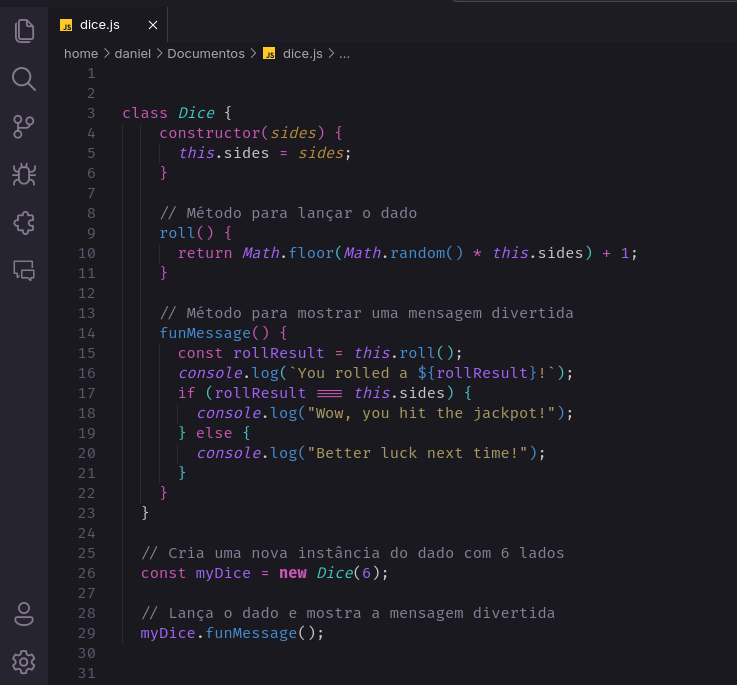 JS dice.js
home > daniel > Documentos > JS dice.js > ...
1
2
3 class Dice {
4 constructor(sides) {
5 this.sides = sides;
6 }
7
8 // Método para lançar o dado
9 roll() {
10 return Math.floor(Math.random() * this.sides) + 1;
11 }
12
13 // Método para mostrar uma mensagem divertida
14 funMessage() {
15 const rollResult = this.roll();
16 console.log(`You rolled a ${rollResult}!`);
17 if (rollResult === this.sides) {
18 console.log("Wow, you hit the jackpot!");
19 } else {
20 console.log("Better luck next time!");
21 }
22 }
23 }
24
25 // Cria uma nova instância do dado com 6 lados
26 const myDice = new Dice(6);
27
28 // Lança o dado e mostra a mensagem divertida
29 myDice.funMessage();
30
31